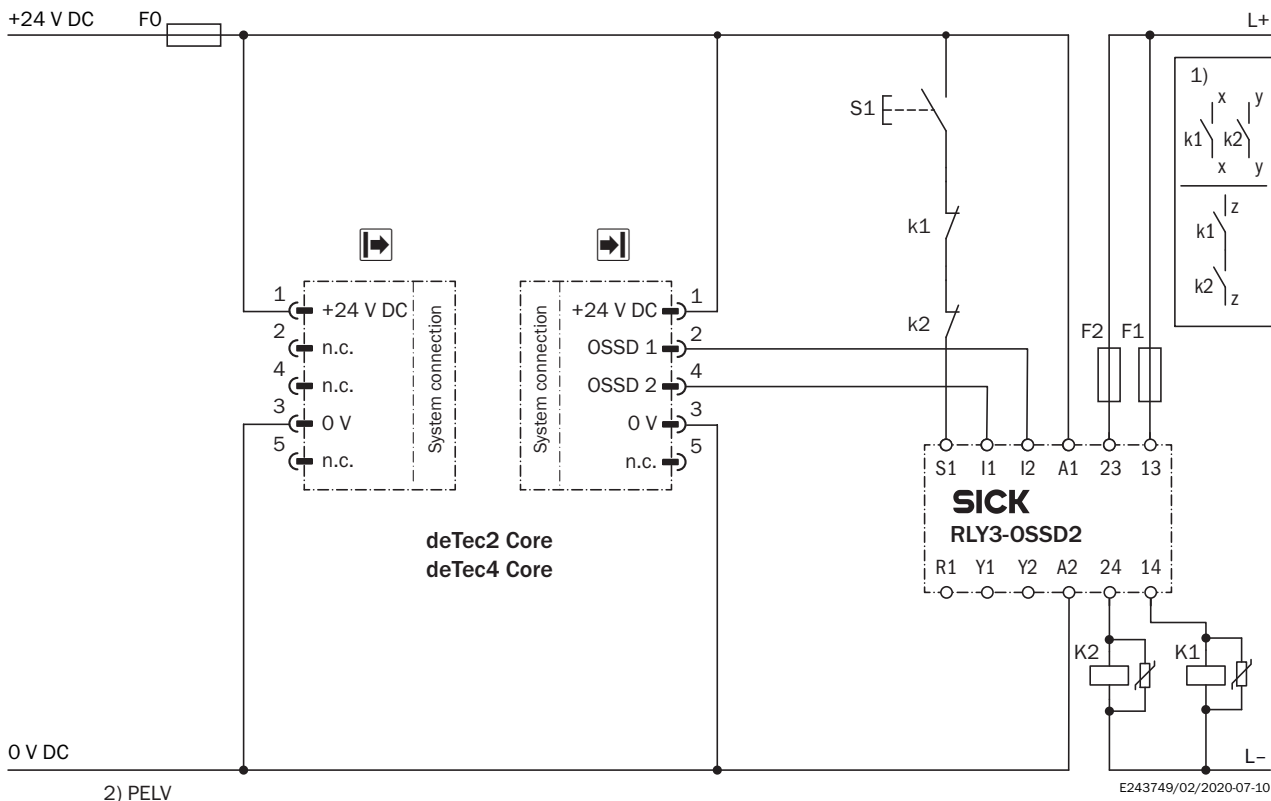 +24 V DC F0 L+
1)
x y
k1 k2
x y
z
k1
k2
z
S1
k1
k2
F2 F1
1 +24 V DC
2 n.c.
4 n.c.
3 0 V
5 n.c.
System connection
System connection
+24 V DC 1
OSSD 1 2
OSSD 2 4
0 V 3
n.c. 5
deTec2 Core
deTec4 Core
S1 I1 I2 A1 23 13
SICK
RLY3-OSSD2
R1 Y1 Y2 A2 24 14
K2 K1
0 V DC L–
2) PELV
E243749/02/2020-07-10